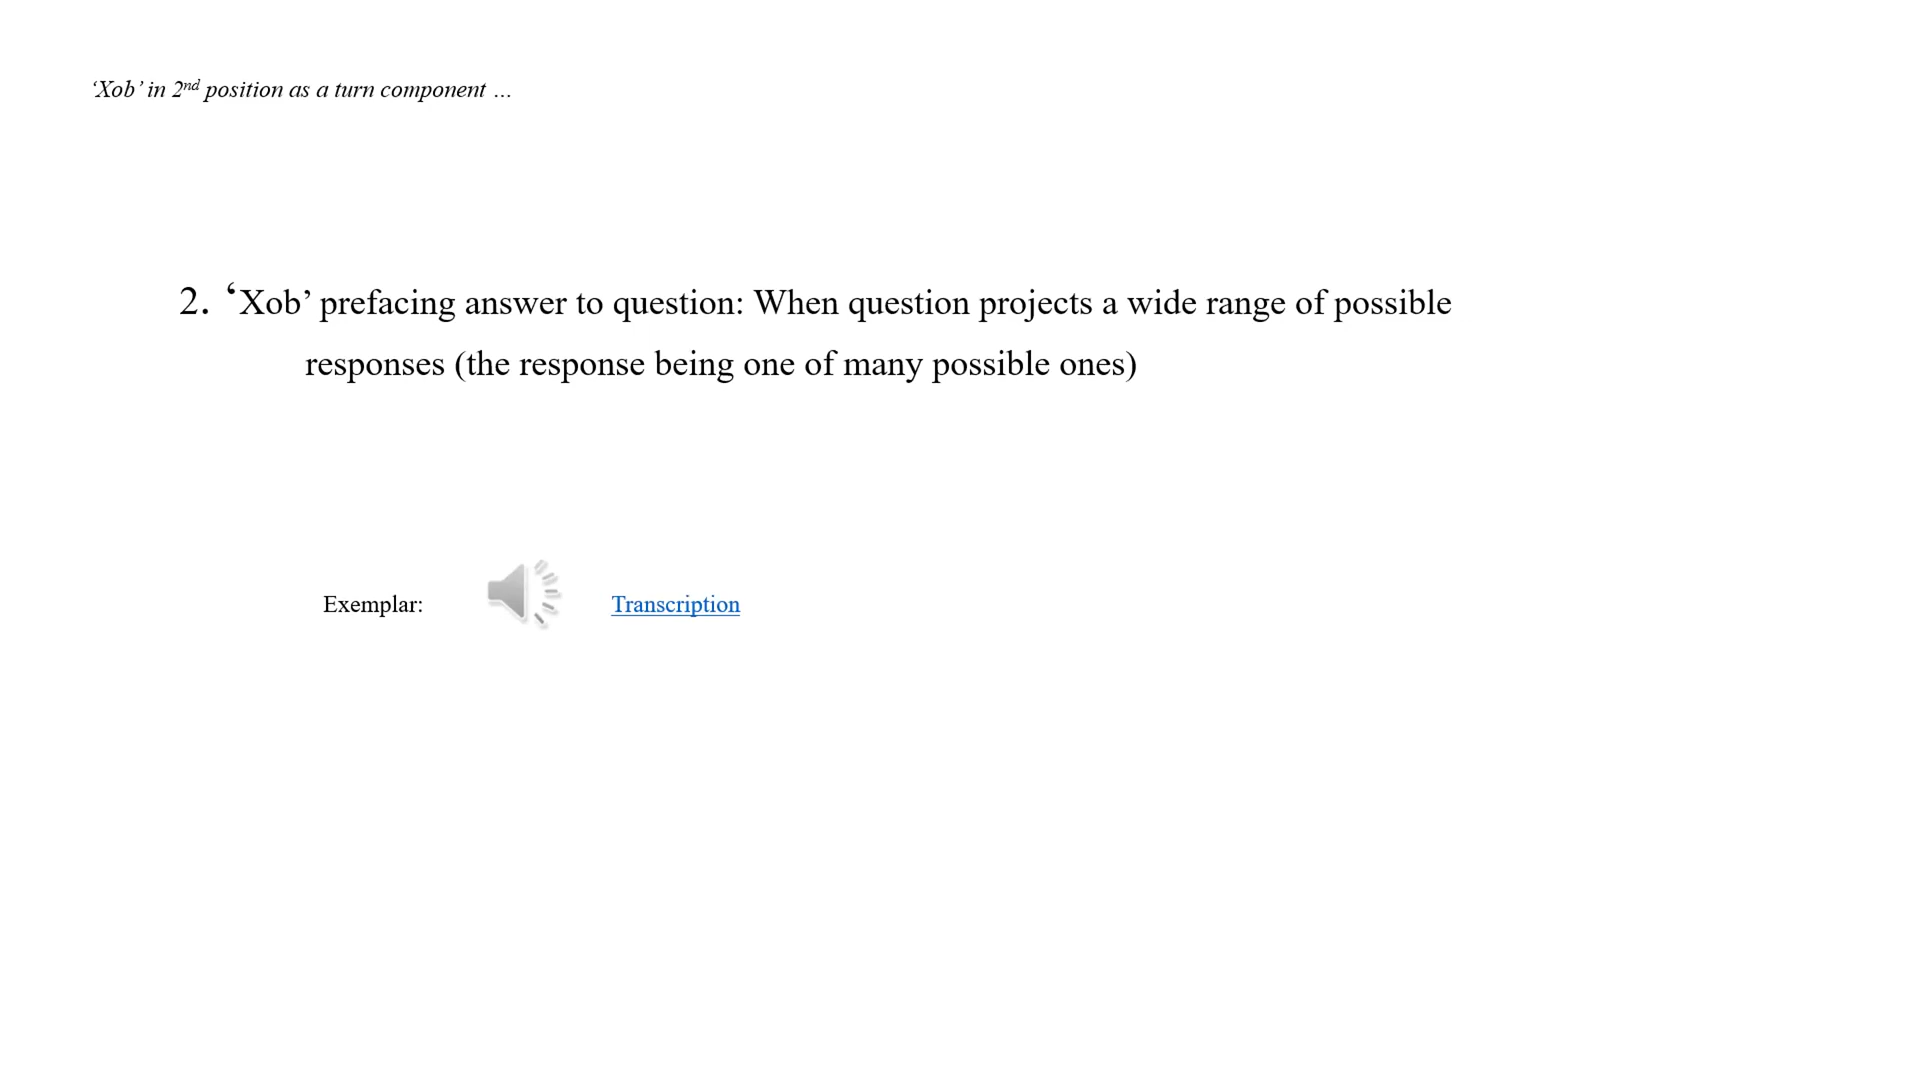 ‘Xob’ in 2nd position as a turn component …
2. ‘Xob’ prefacing answer to question: When question projects a wide range of possible
responses (the response being one of many possible ones)
Exemplar: Transcription